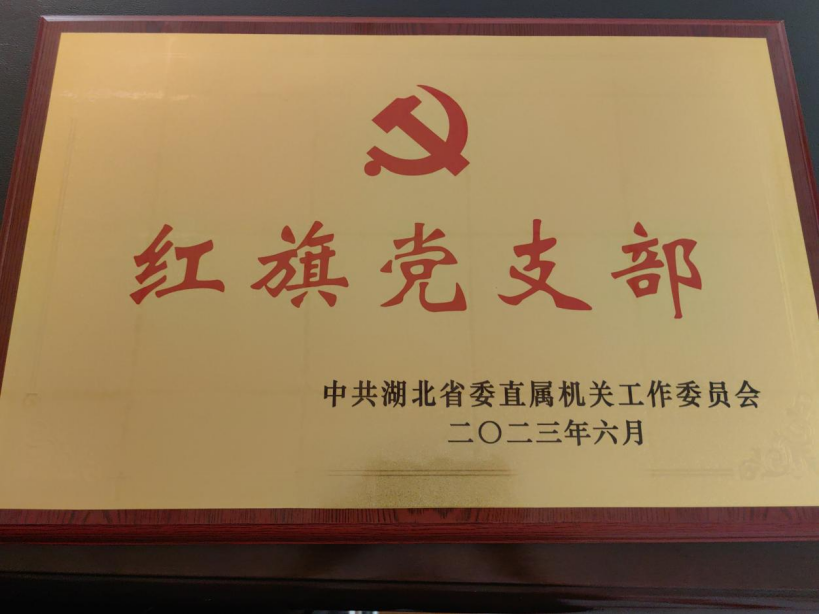 红旗党支部
中共湖北省委直属机关工作委员会
二〇二三年六月